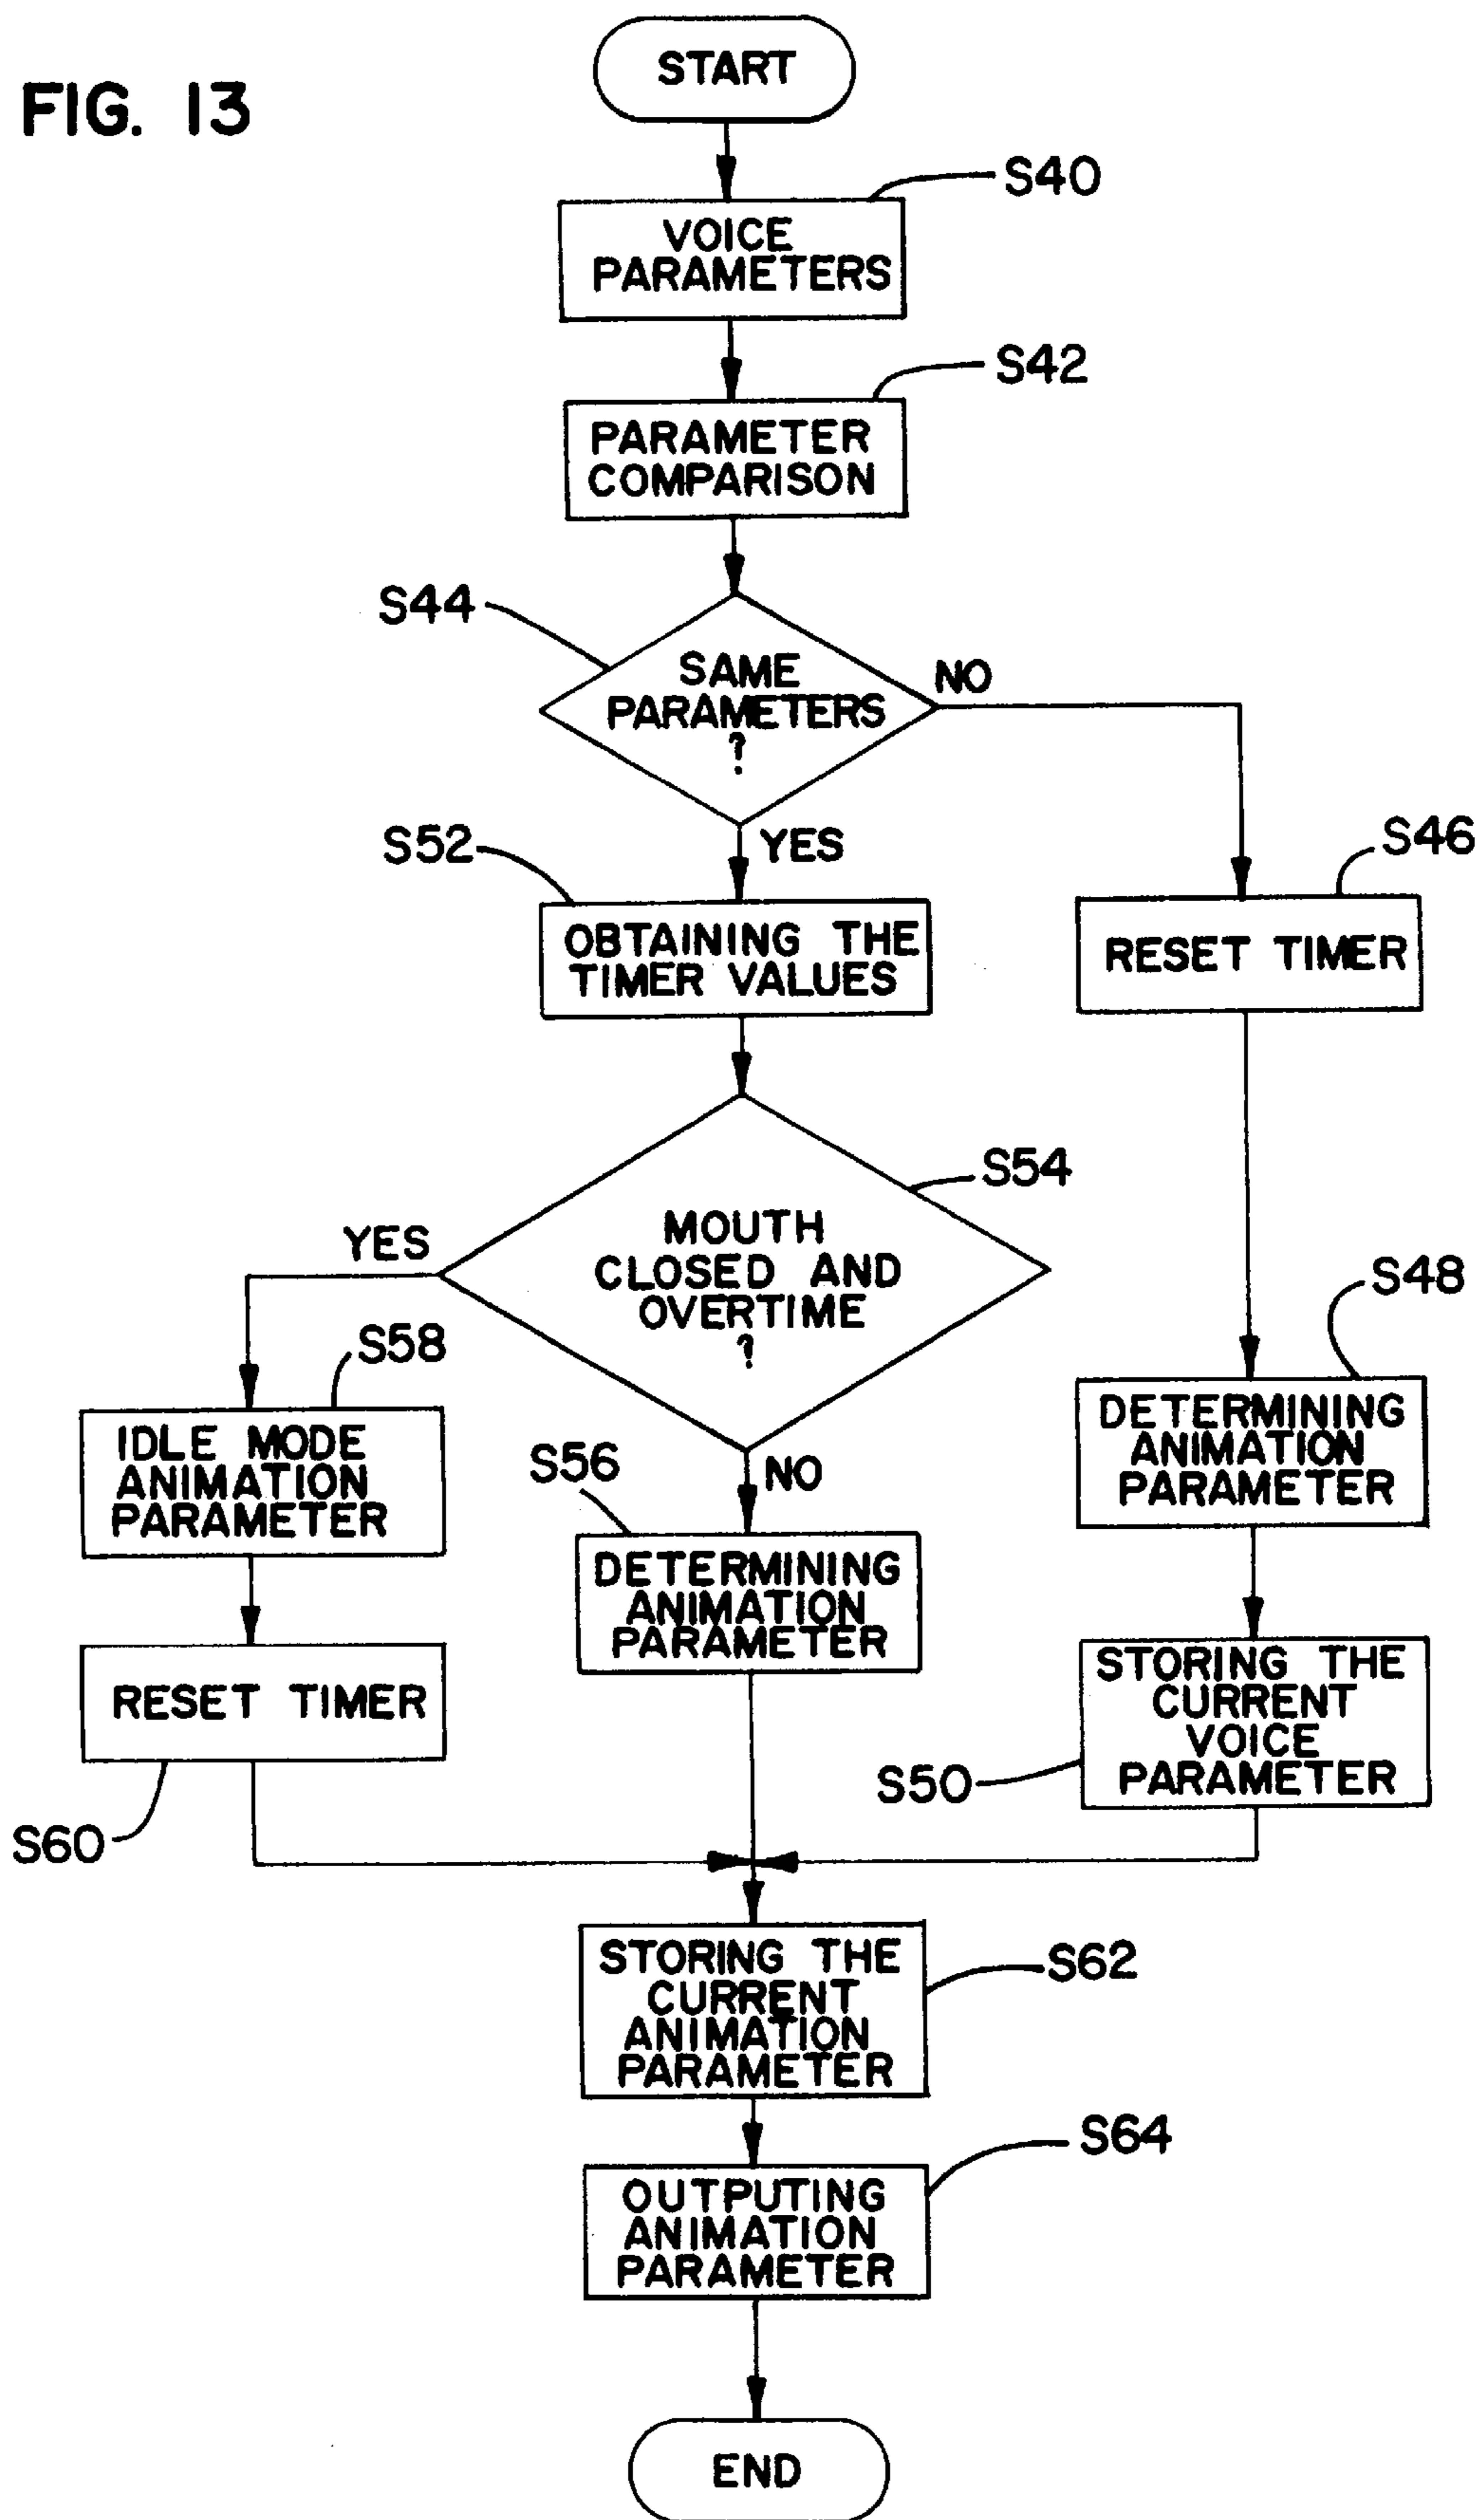 FIG. 13
START
S40
VOICE
PARAMETERS
S42
PARAMETER
COMPARISON
S44
SAME
PARAMETERS
?
NO
YES
S52
OBTAINING THE
TIMER VALUES
S46
RESET TIMER
S54
MOUTH
CLOSED AND
OVERTIME
?
YES
NO
S58
IDLE MODE
ANIMATION
PARAMETER
S56
DETERMINING
ANIMATION
PARAMETER
S48
DETERMINING
ANIMATION
PARAMETER
RESET TIMER
S60
STORING THE
CURRENT
VOICE
PARAMETER
S50
STORING THE
CURRENT
ANIMATION
PARAMETER
S62
S64
OUTPUTING
ANIMATION
PARAMETER
END